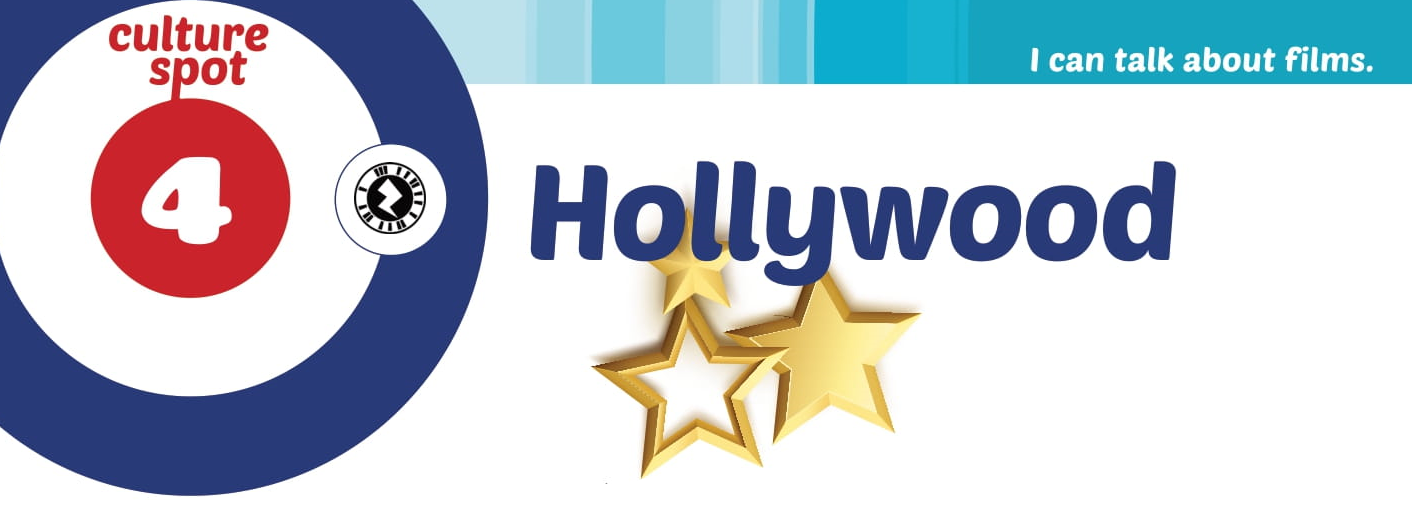 culture
spot
4
I can talk about films.
Hollywood